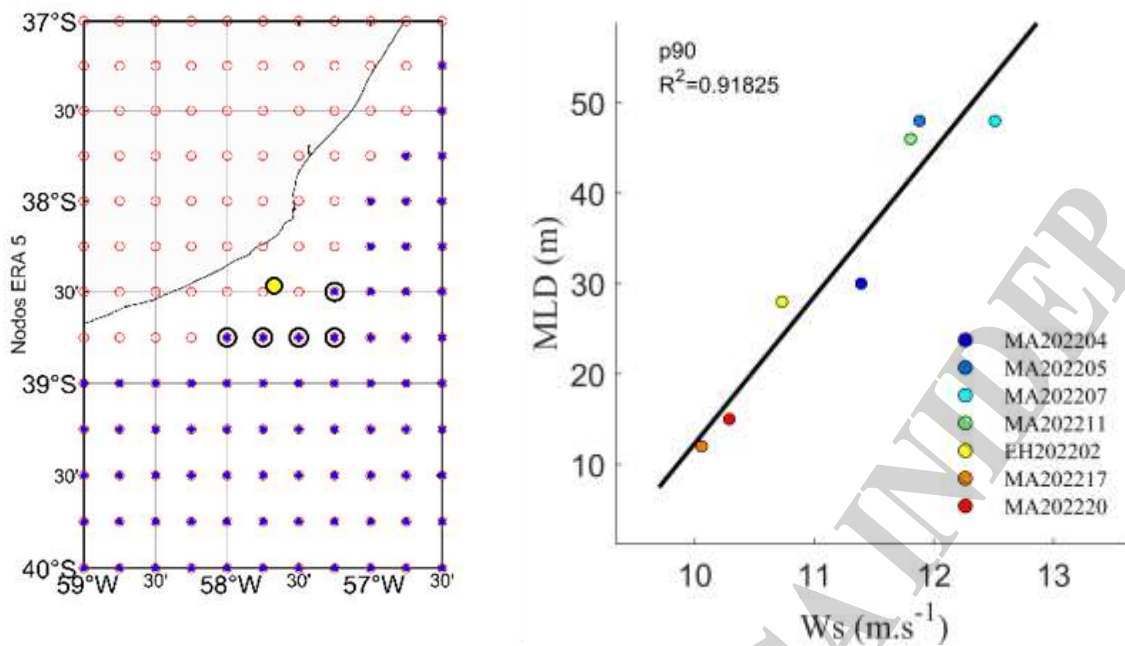 37°S
30'
38°S
30'
39°S
30'
40°S
59°W
30'
58°W
30'
57°W
30'
Nodos ERA 5
p90
R²=0.91825
50
40
30
20
10
MLD (m)
MA202204
MA202205
MA202207
MA202211
EH202202
MA202217
MA202220
10
11
12
13
Ws (m.s⁻¹)
A INIDEP